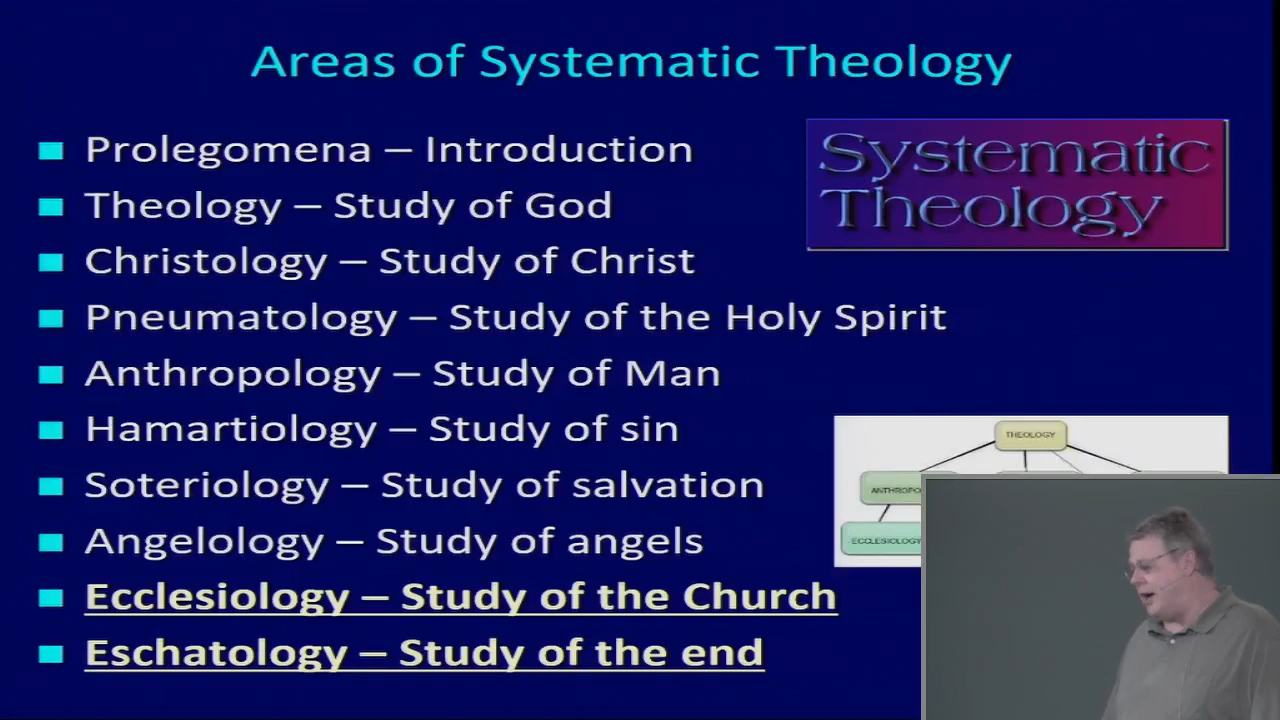 Areas of Systematic Theology
Prolegomena – Introduction
Theology – Study of God
Christology – Study of Christ
Pneumatology – Study of the Holy Spirit
Anthropology – Study of Man
Hamartiology – Study of sin
Soteriology – Study of salvation
Angelology – Study of angels
Ecclesiology – Study of the Church
Eschatology – Study of the end
Systematic
Theology
THEOLOGY
ANTHROPO
ECCLESIOLOGY